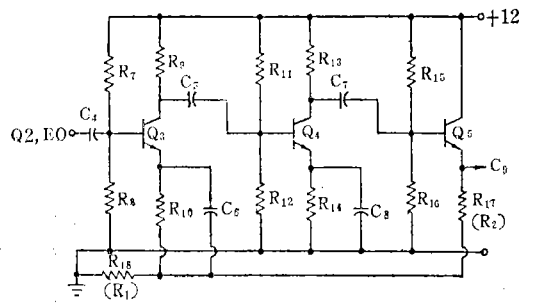 +12
R₇
R₉
R₁₁
R₁₃
R₁₅
C₅
C₇
C₄
Q2, EO
Q₃
Q₄
Q₅
C₉
R₈
R₁₀
C₆
R₁₂
R₁₄
C₈
R₁₆
R₁₇
(R₂)
R₁₈
(R₁)